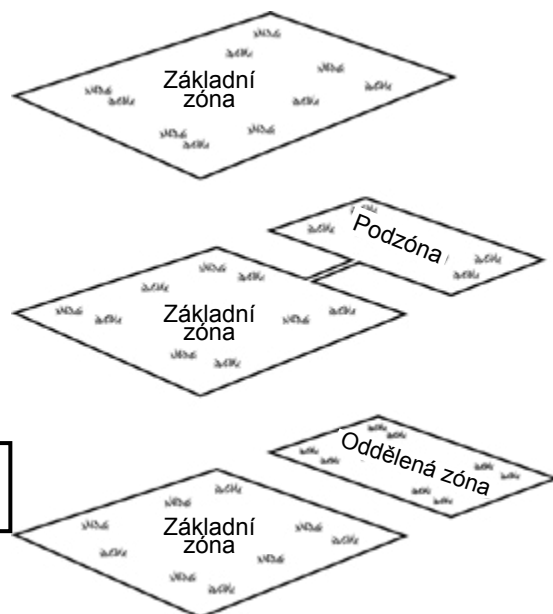 Základní
zóna
Podzóna
Základní
zóna
Oddělená zóna
Základní
zóna